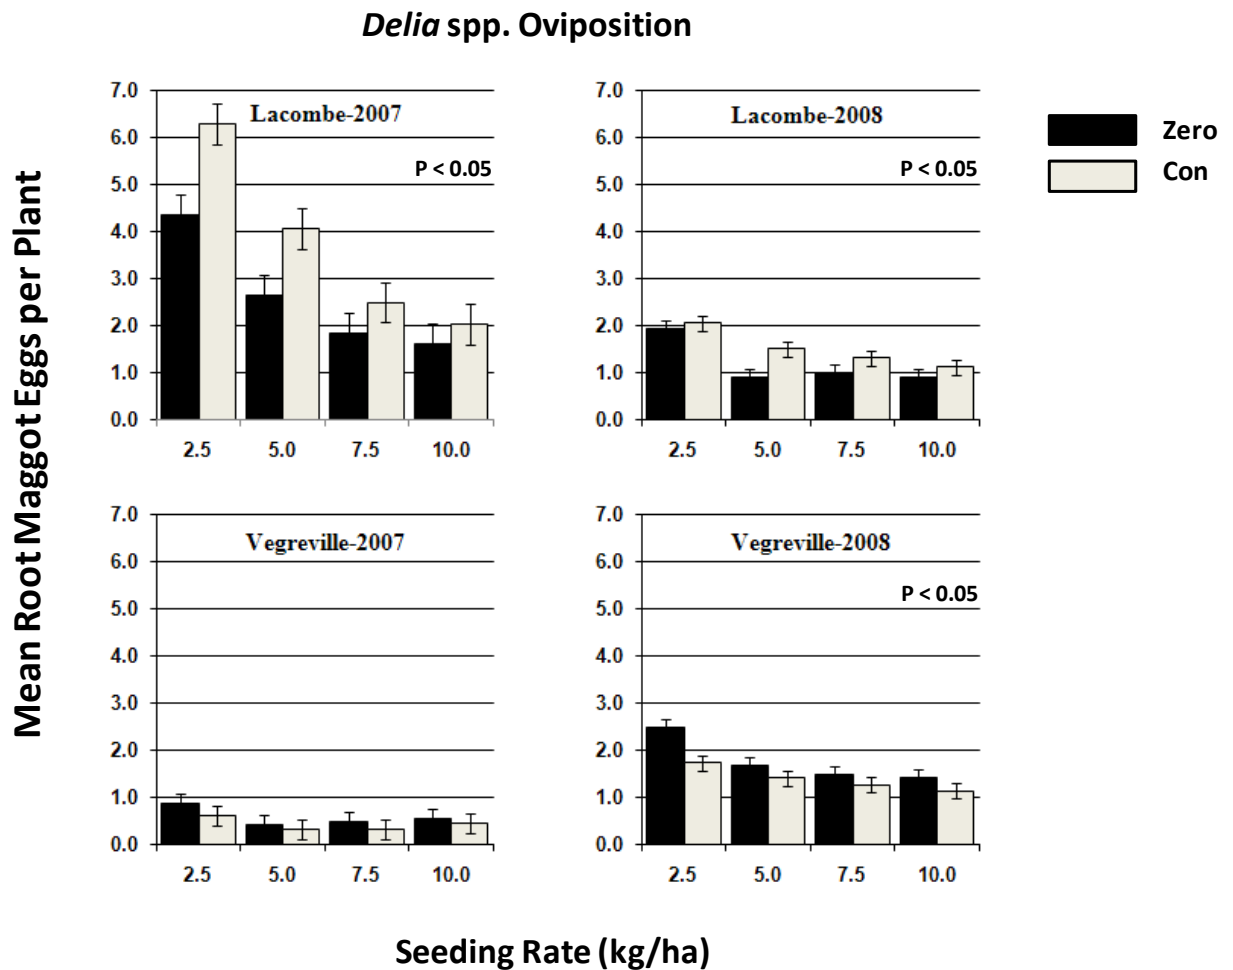 Delia spp. Oviposition
Mean Root Maggot Eggs per Plant
7.0
6.0
5.0
4.0
3.0
2.0
1.0
0.0
Lacombe-2007
P < 0.05
2.5 5.0 7.5 10.0
7.0
6.0
5.0
4.0
3.0
2.0
1.0
0.0
Lacombe-2008
P < 0.05
2.5 5.0 7.5 10.0
Zero
Con
7.0
6.0
5.0
4.0
3.0
2.0
1.0
0.0
Vegreville-2007
2.5 5.0 7.5 10.0
7.0
6.0
5.0
4.0
3.0
2.0
1.0
0.0
Vegreville-2008
P < 0.05
2.5 5.0 7.5 10.0
Seeding Rate (kg/ha)